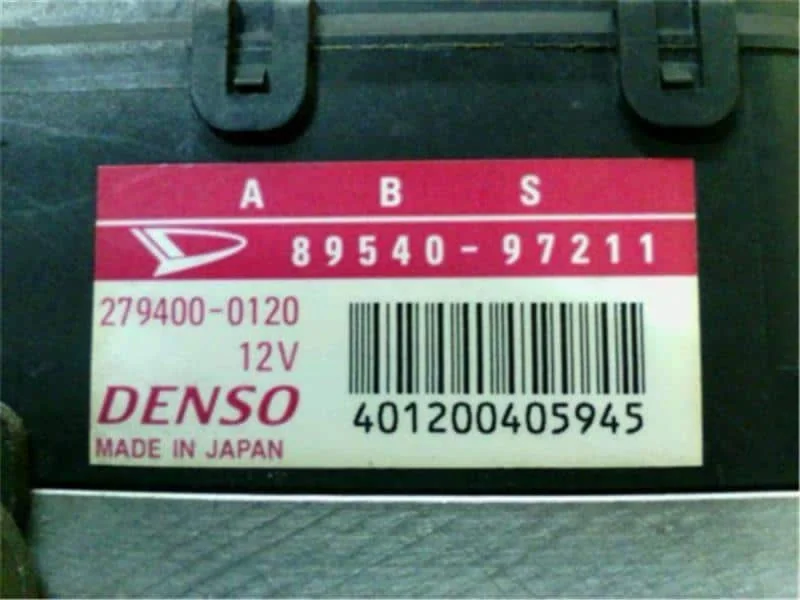 A B S
89540-97211
279400-0120
12V
DENSO
MADE IN JAPAN
401200405945